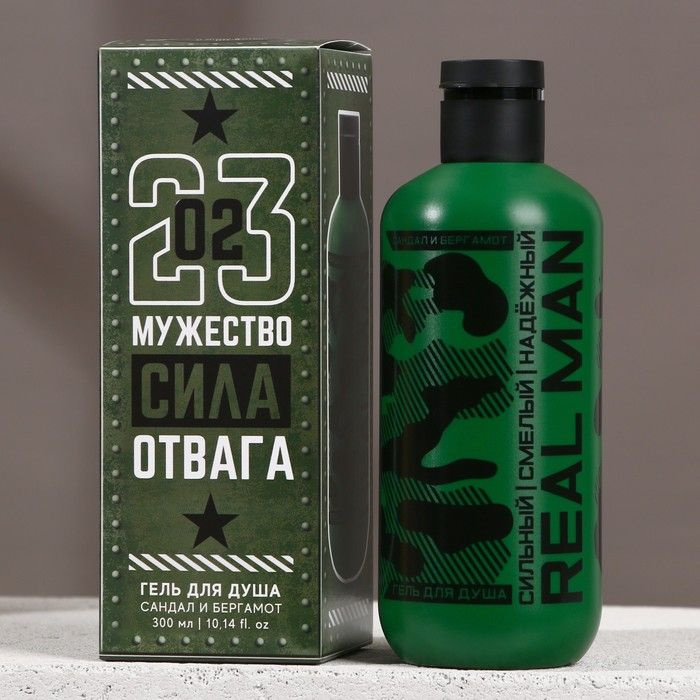 23
02
МУЖЕСТВО
СИЛА
ОТВАГА
ГЕЛЬ ДЛЯ ДУША
САНДАЛ И БЕРГАМОТ
300 мл | 10,14 fl. oz
САНДАЛ И БЕРГАМОТ
ГЕЛЬ ДЛЯ ДУША
СИЛЬНЫЙ | СМЕЛЫЙ | НАДЁЖНЫЙ
REAL MAN